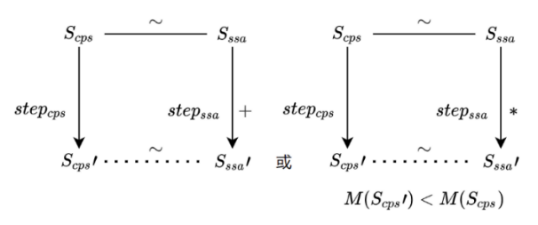 ~ ~
S_cps S_ssa S_cps S_ssa
step_cps step_ssa + step_cps step_ssa *
~ ~
S_cps′ S_ssa′ 或 S_cps′ S_ssa′
M(S_cps′) < M(S_cps)